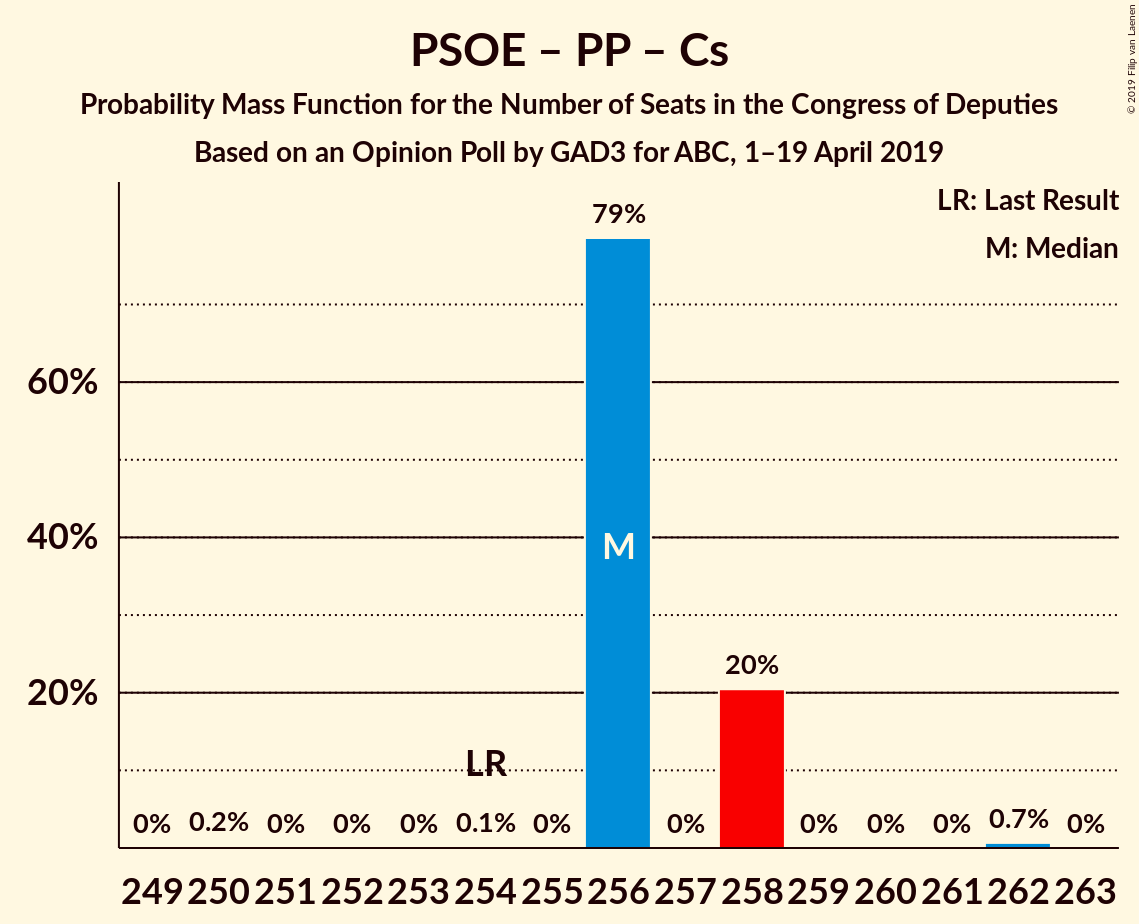 PSOE – PP – Cs
Probability Mass Function for the Number of Seats in the Congress of Deputies
Based on an Opinion Poll by GAD3 for ABC, 1–19 April 2019
© 2019 Filip van Laenen
LR: Last Result
M: Median
79%
60%
40%
M
20%
20%
LR
0% 0.2% 0% 0% 0% 0.1% 0% 0% 0% 0% 0% 0.7% 0%
249 250 251 252 253 254 255 256 257 258 259 260 261 262 263